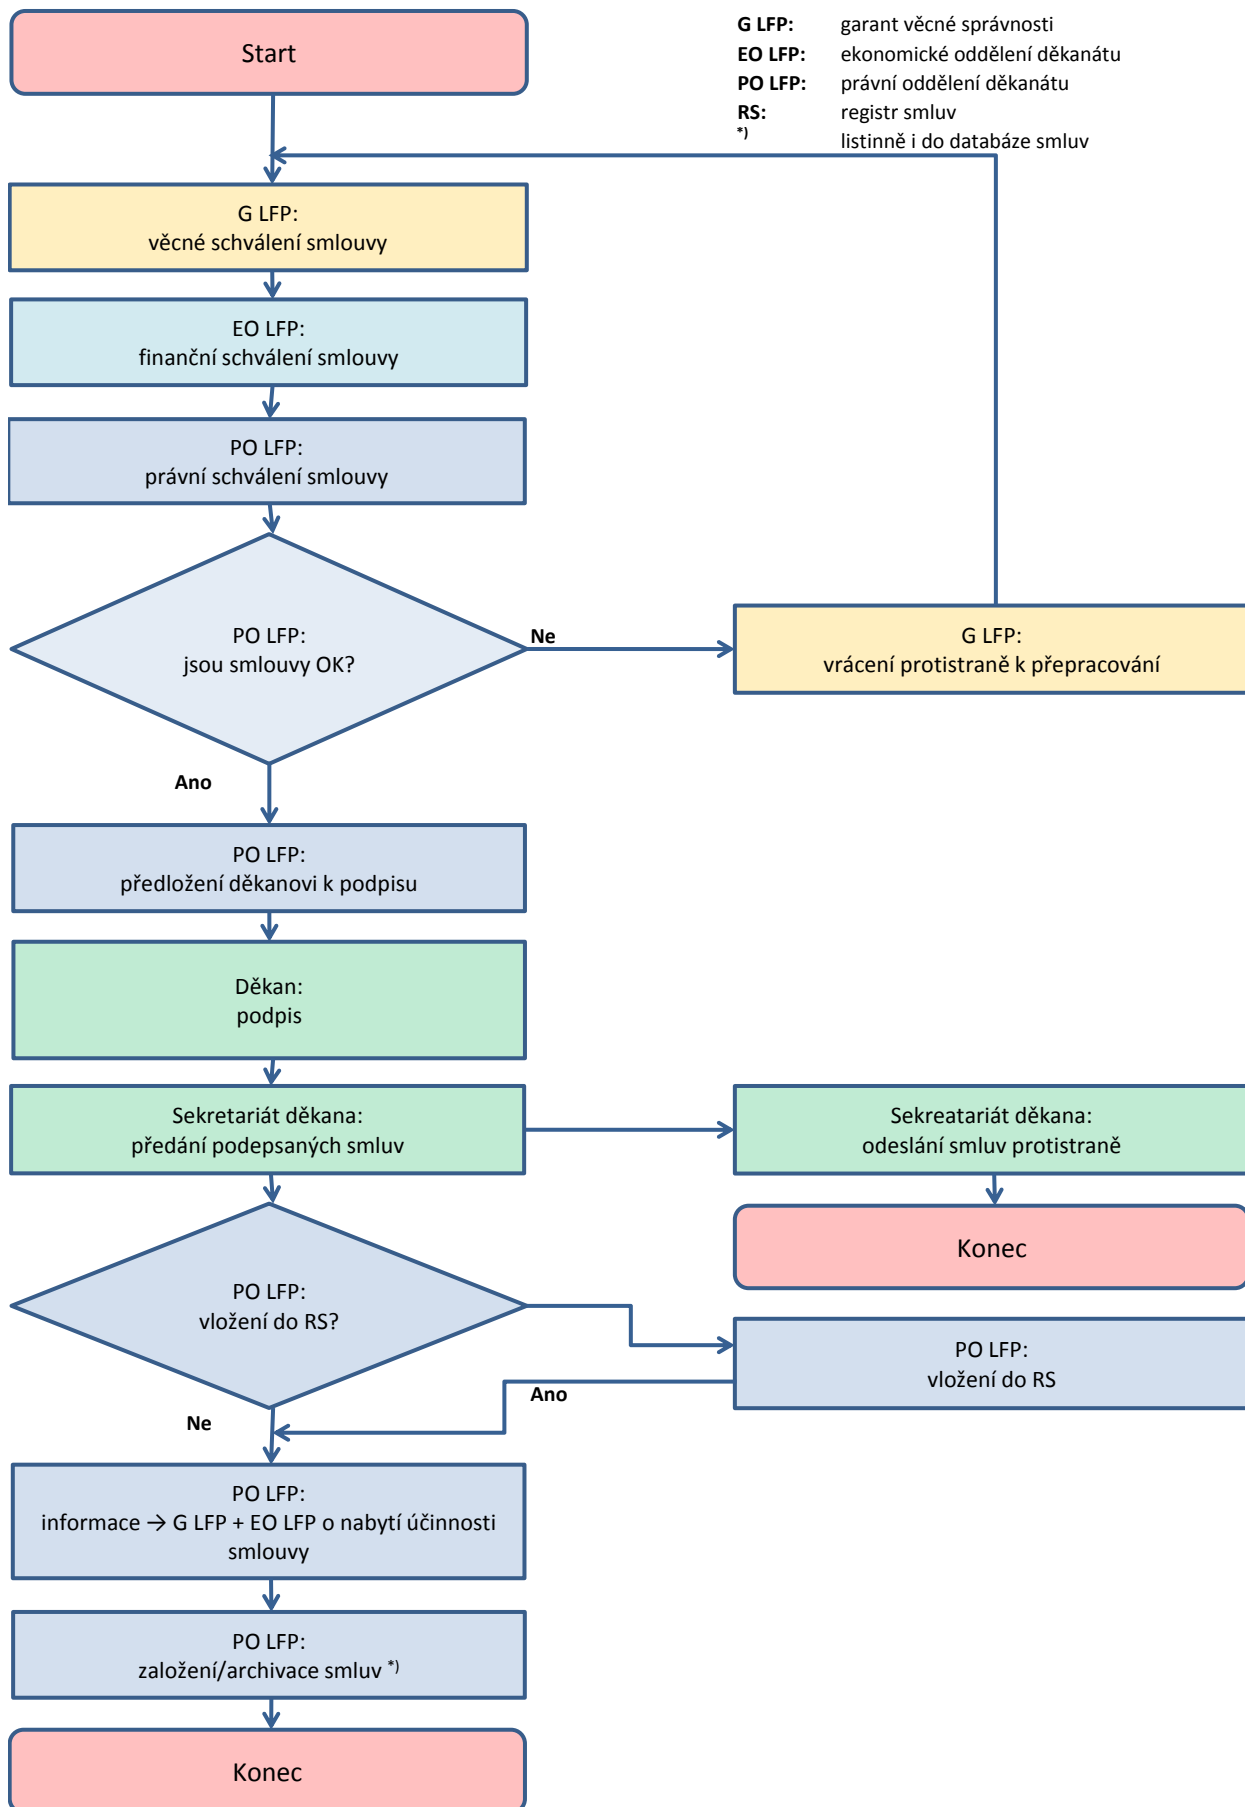 Start
G LFP: garant věcné správnosti
EO LFP: ekonomické oddělení děkanátu
PO LFP: právní oddělení děkanátu
RS: registr smluv
*) listinně i do databáze smluv
G LFP:
věcné schválení smlouvy
EO LFP:
finanční schválení smlouvy
PO LFP:
právní schválení smlouvy
PO LFP:
jsou smlouvy OK?
Ne
G LFP:
vrácení protistraně k přepracování
Ano
PO LFP:
předložení děkanovi k podpisu
Děkan:
podpis
Sekretariát děkana:
předání podepsaných smluv
Sekreatariát děkana:
odeslání smluv protistraně
Konec
PO LFP:
vložení do RS?
PO LFP:
vložení do RS
Ano
Ne
PO LFP:
informace → G LFP + EO LFP o nabytí účinnosti
smlouvy
PO LFP:
založení/archivace smluv *)
Konec